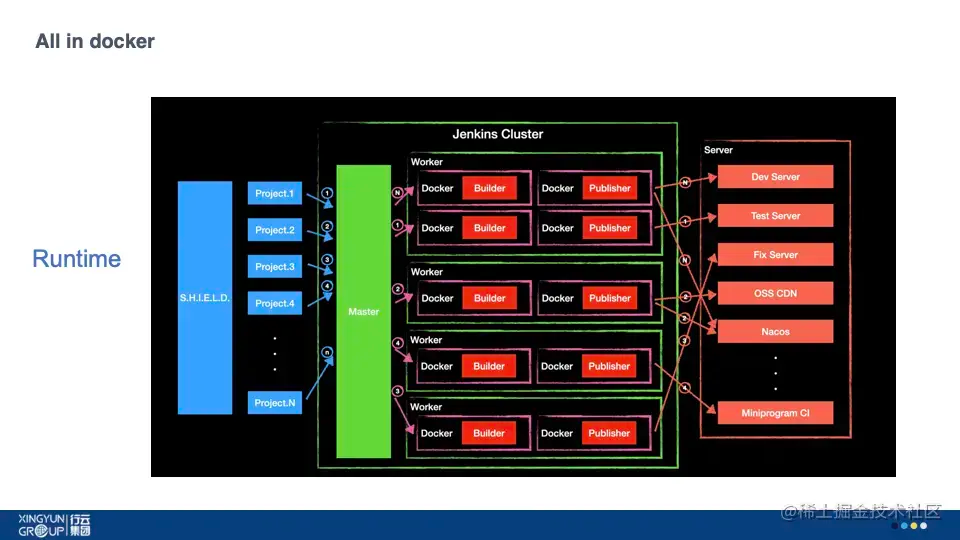 All in docker
Runtime
S.H.I.E.L.D.
Project.1
Project.2
Project.3
Project.4
Project.N
1
2
3
4
n
Jenkins Cluster
Master
N
1
2
4
3
Worker
Docker Builder
Docker Publisher
Docker Builder
Docker Publisher
Worker
Docker Builder
Docker Publisher
Worker
Docker Builder
Docker Publisher
Worker
Docker Builder
Docker Publisher
N
1
N
2
2
3
4
Server
Dev Server
Test Server
Fix Server
OSS CDN
Nacos
Miniprogram CI
XINGYUN 行云
GROUP 集团
@稀土掘金技术社区